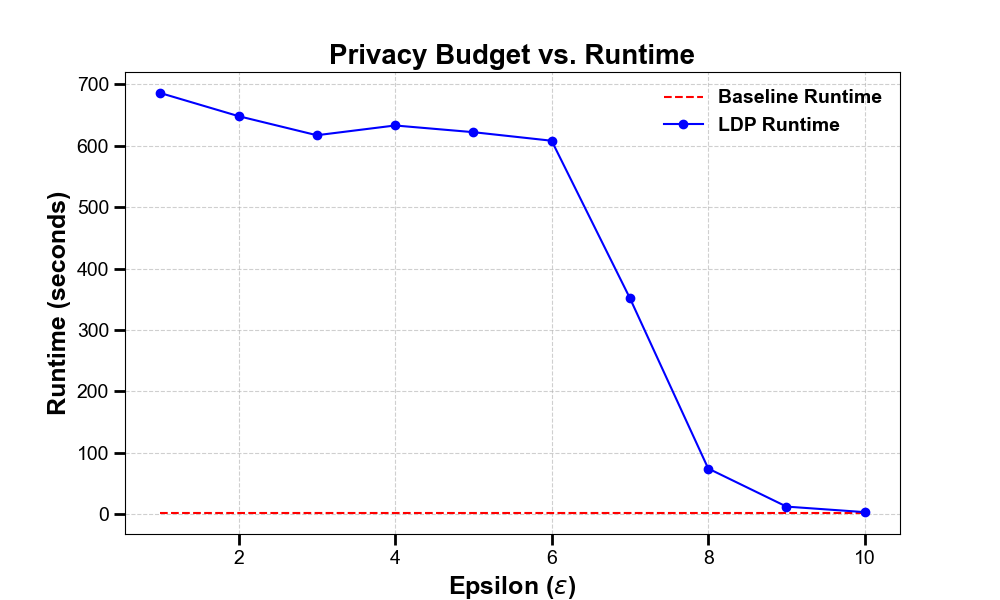 Privacy Budget vs. Runtime
Baseline Runtime
LDP Runtime
Runtime (seconds)
700
600
500
400
300
200
100
0
2 4 6 8 10
Epsilon (ε)